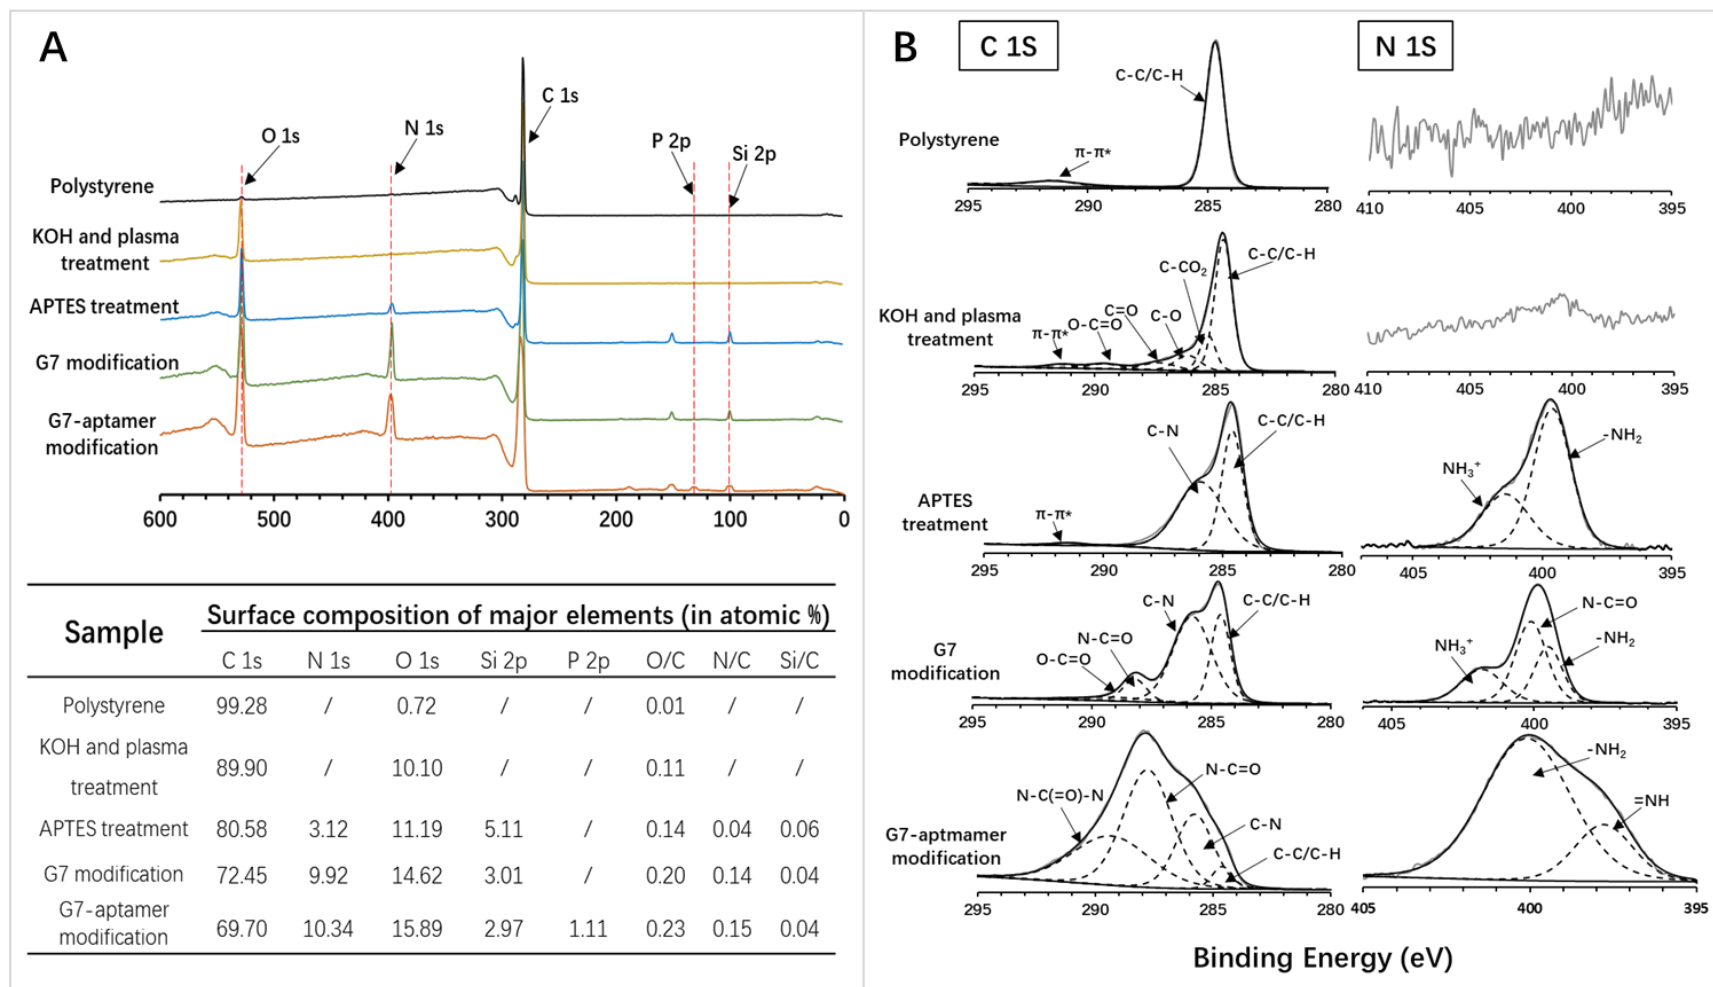 A
O 1s
N 1s
C 1s
P 2p
Si 2p
Polystyrene
KOH and plasma
treatment
APTES treatment
G7 modification
G7-aptamer
modification
600 500 400 300 200 100 0
Sample
Surface composition of major elements (in atomic %)
C 1s N 1s O 1s Si 2p P 2p O/C N/C Si/C
Polystyrene 99.28 / 0.72 / / 0.01 / /
KOH and plasma
treatment
89.90 / 10.10 / / 0.11 / /
APTES treatment 80.58 3.12 11.19 5.11 / 0.14 0.04 0.06
G7 modification 72.45 9.92 14.62 3.01 / 0.20 0.14 0.04
G7-aptamer
modification
69.70 10.34 15.89 2.97 1.11 0.23 0.15 0.04
B
C 1S
N 1S
Polystyrene
C-C/C-H
π-π*
295 290 285 280
410 405 400 395
KOH and plasma
treatment
C-C/C-H
C-CO₂
C-O
C=O
O-C=O
π-π*
295 290 285 280
410 405 400 395
APTES
treatment
C-N
C-C/C-H
π-π*
295 290 285 280
-NH₂
NH₃⁺
405 400 395
G7
modification
C-N
C-C/C-H
N-C=O
O-C=O
295 290 285 280
N-C=O
-NH₂
NH₃⁺
405 400 395
G7-aptmamer
modification
N-C(=O)-N
N-C=O
C-N
C-C/C-H
295 290 285 280
-NH₂
=NH
405 400 395
Binding Energy (eV)